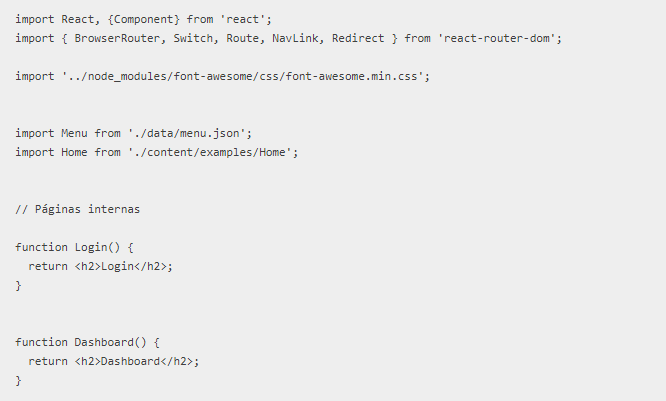 import React, {Component} from 'react';
import { BrowserRouter, Switch, Route, NavLink, Redirect } from 'react-router-dom';
import '../node_modules/font-awesome/css/font-awesome.min.css';
import Menu from './data/menu.json';
import Home from './content/examples/Home';
// Páginas internas
function Login() {
  return <h2>Login</h2>;
}
function Dashboard() {
  return <h2>Dashboard</h2>;
}